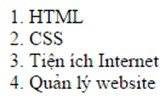 1. HTML
2. CSS
3. Tiện ích Internet
4. Quản lý website